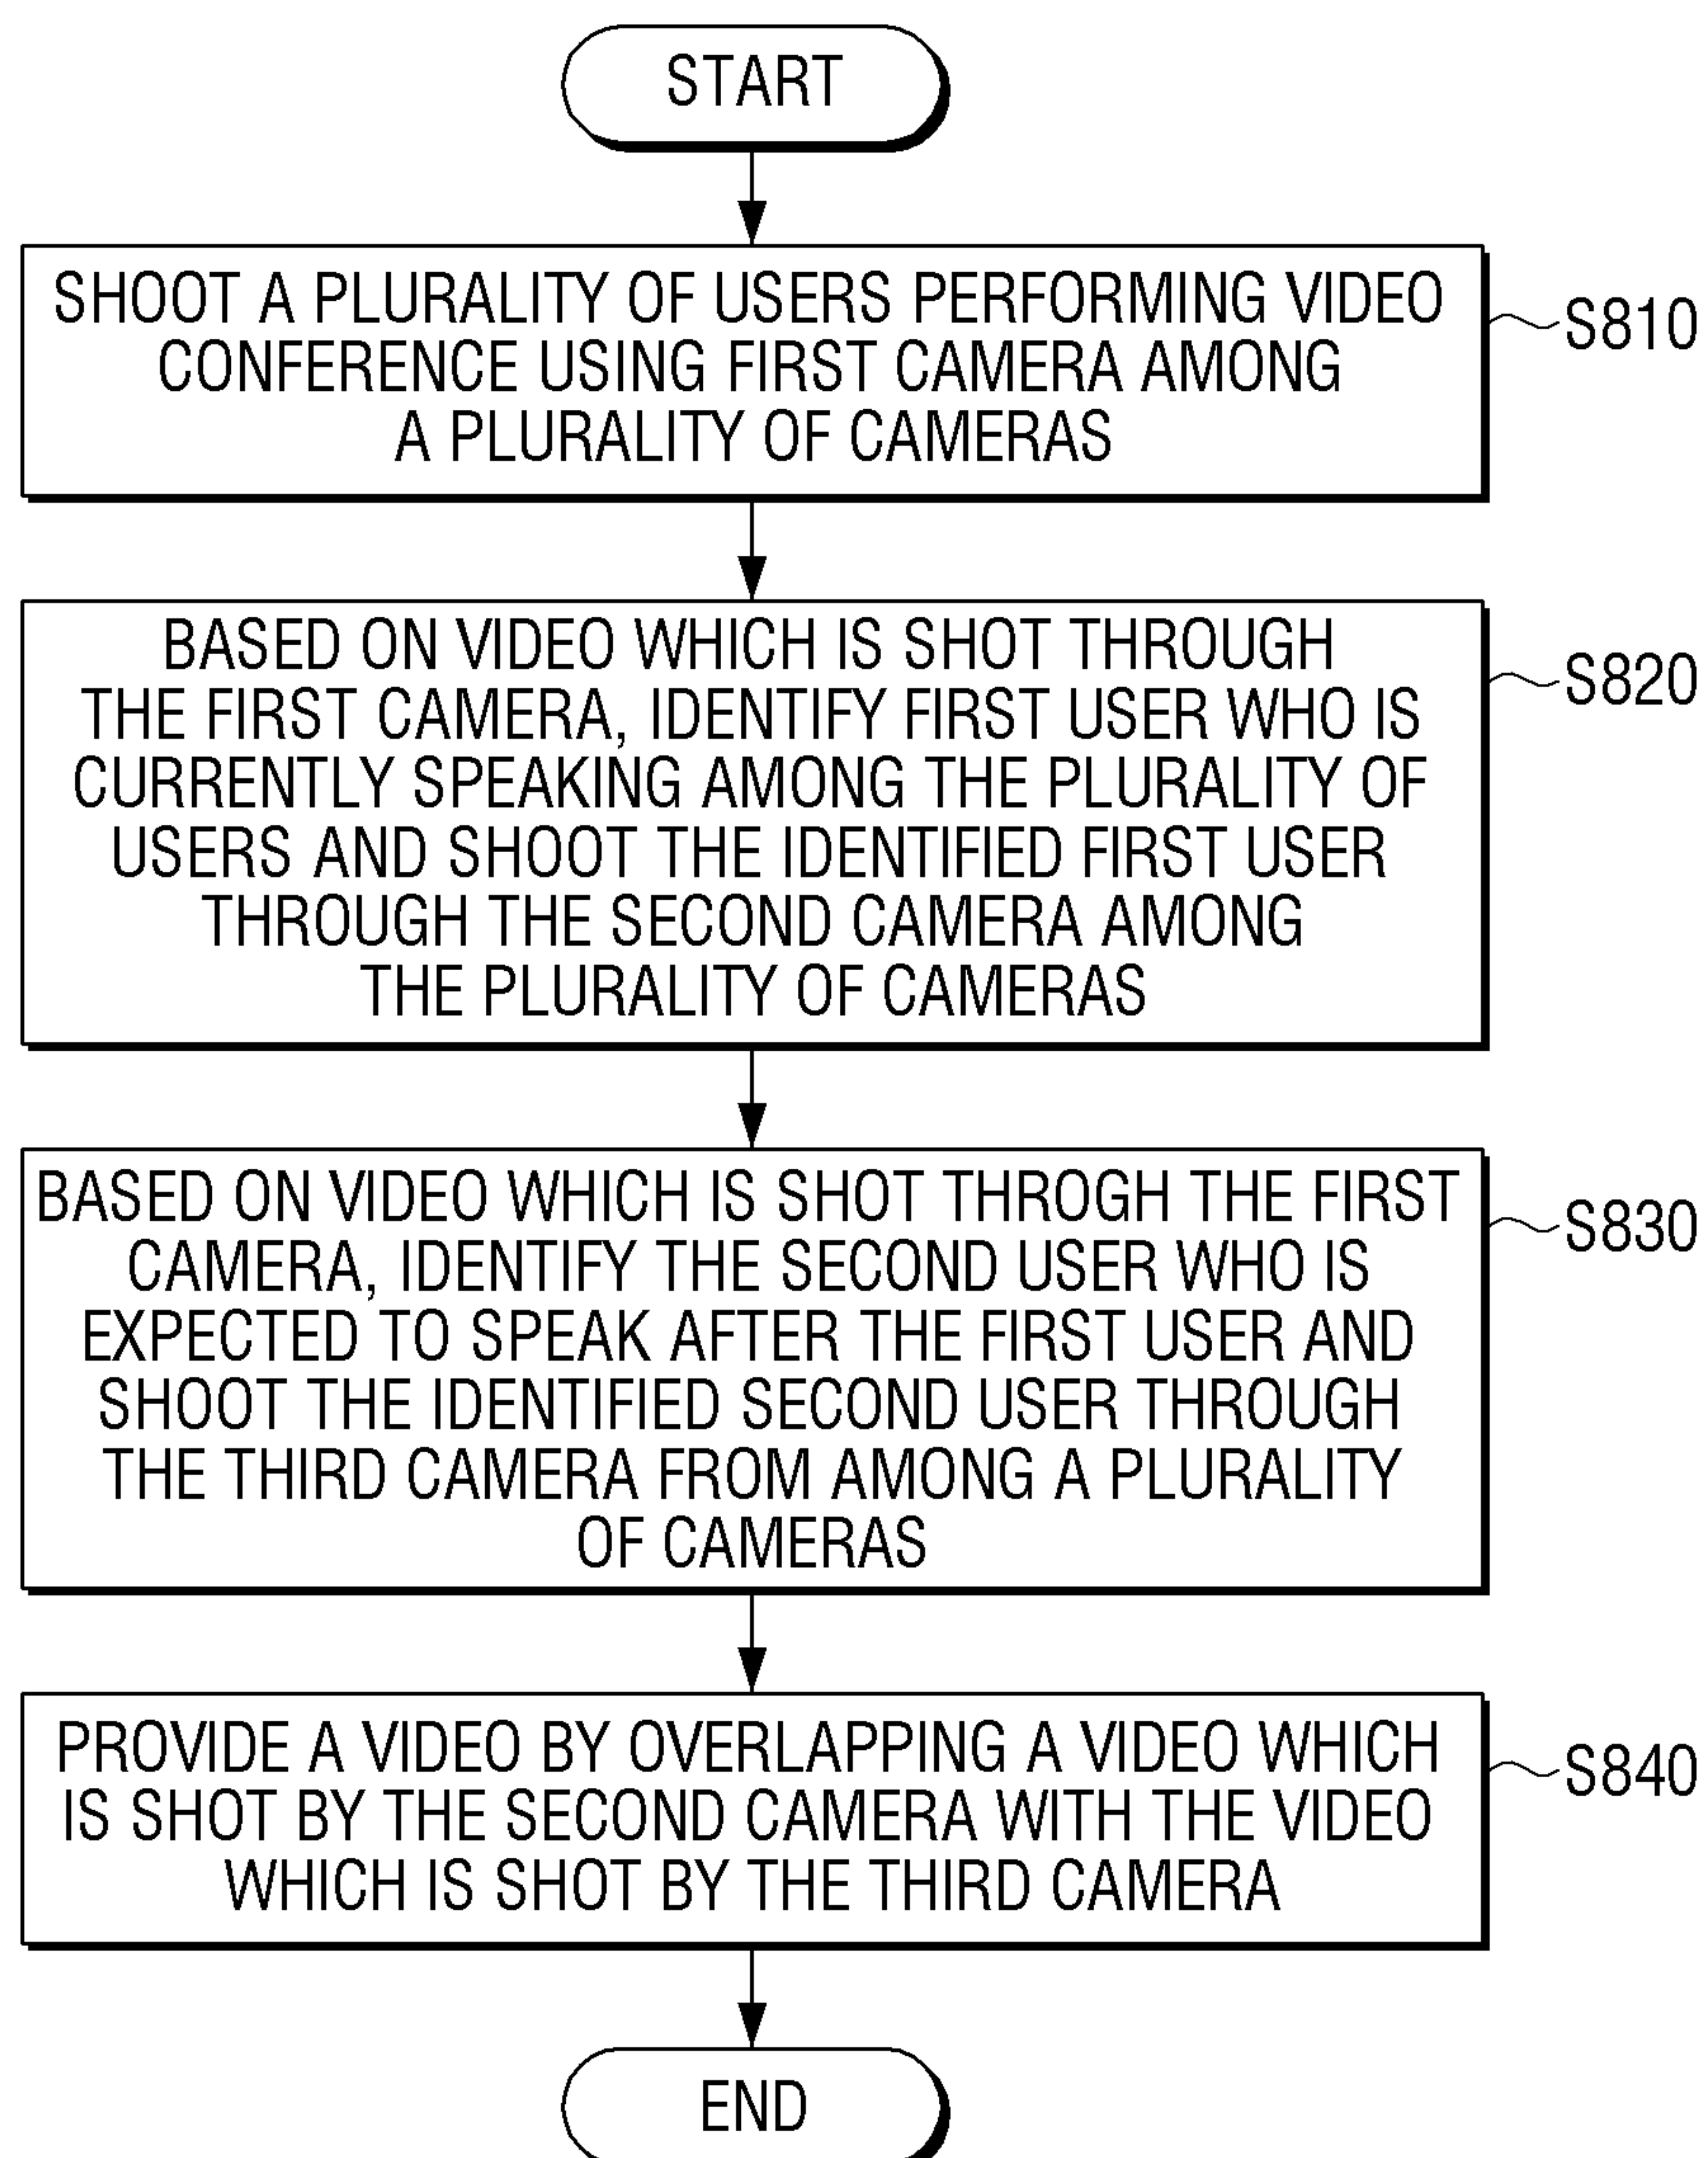 START
SHOOT A PLURALITY OF USERS PERFORMING VIDEO
CONFERENCE USING FIRST CAMERA AMONG
A PLURALITY OF CAMERAS
S810
BASED ON VIDEO WHICH IS SHOT THROUGH
THE FIRST CAMERA, IDENTIFY FIRST USER WHO IS
CURRENTLY SPEAKING AMONG THE PLURALITY OF
USERS AND SHOOT THE IDENTIFIED FIRST USER
THROUGH THE SECOND CAMERA AMONG
THE PLURALITY OF CAMERAS
S820
BASED ON VIDEO WHICH IS SHOT THROGH THE FIRST
CAMERA, IDENTIFY THE SECOND USER WHO IS
EXPECTED TO SPEAK AFTER THE FIRST USER AND
SHOOT THE IDENTIFIED SECOND USER THROUGH
THE THIRD CAMERA FROM AMONG A PLURALITY
OF CAMERAS
S830
PROVIDE A VIDEO BY OVERLAPPING A VIDEO WHICH
IS SHOT BY THE SECOND CAMERA WITH THE VIDEO
WHICH IS SHOT BY THE THIRD CAMERA
S840
END